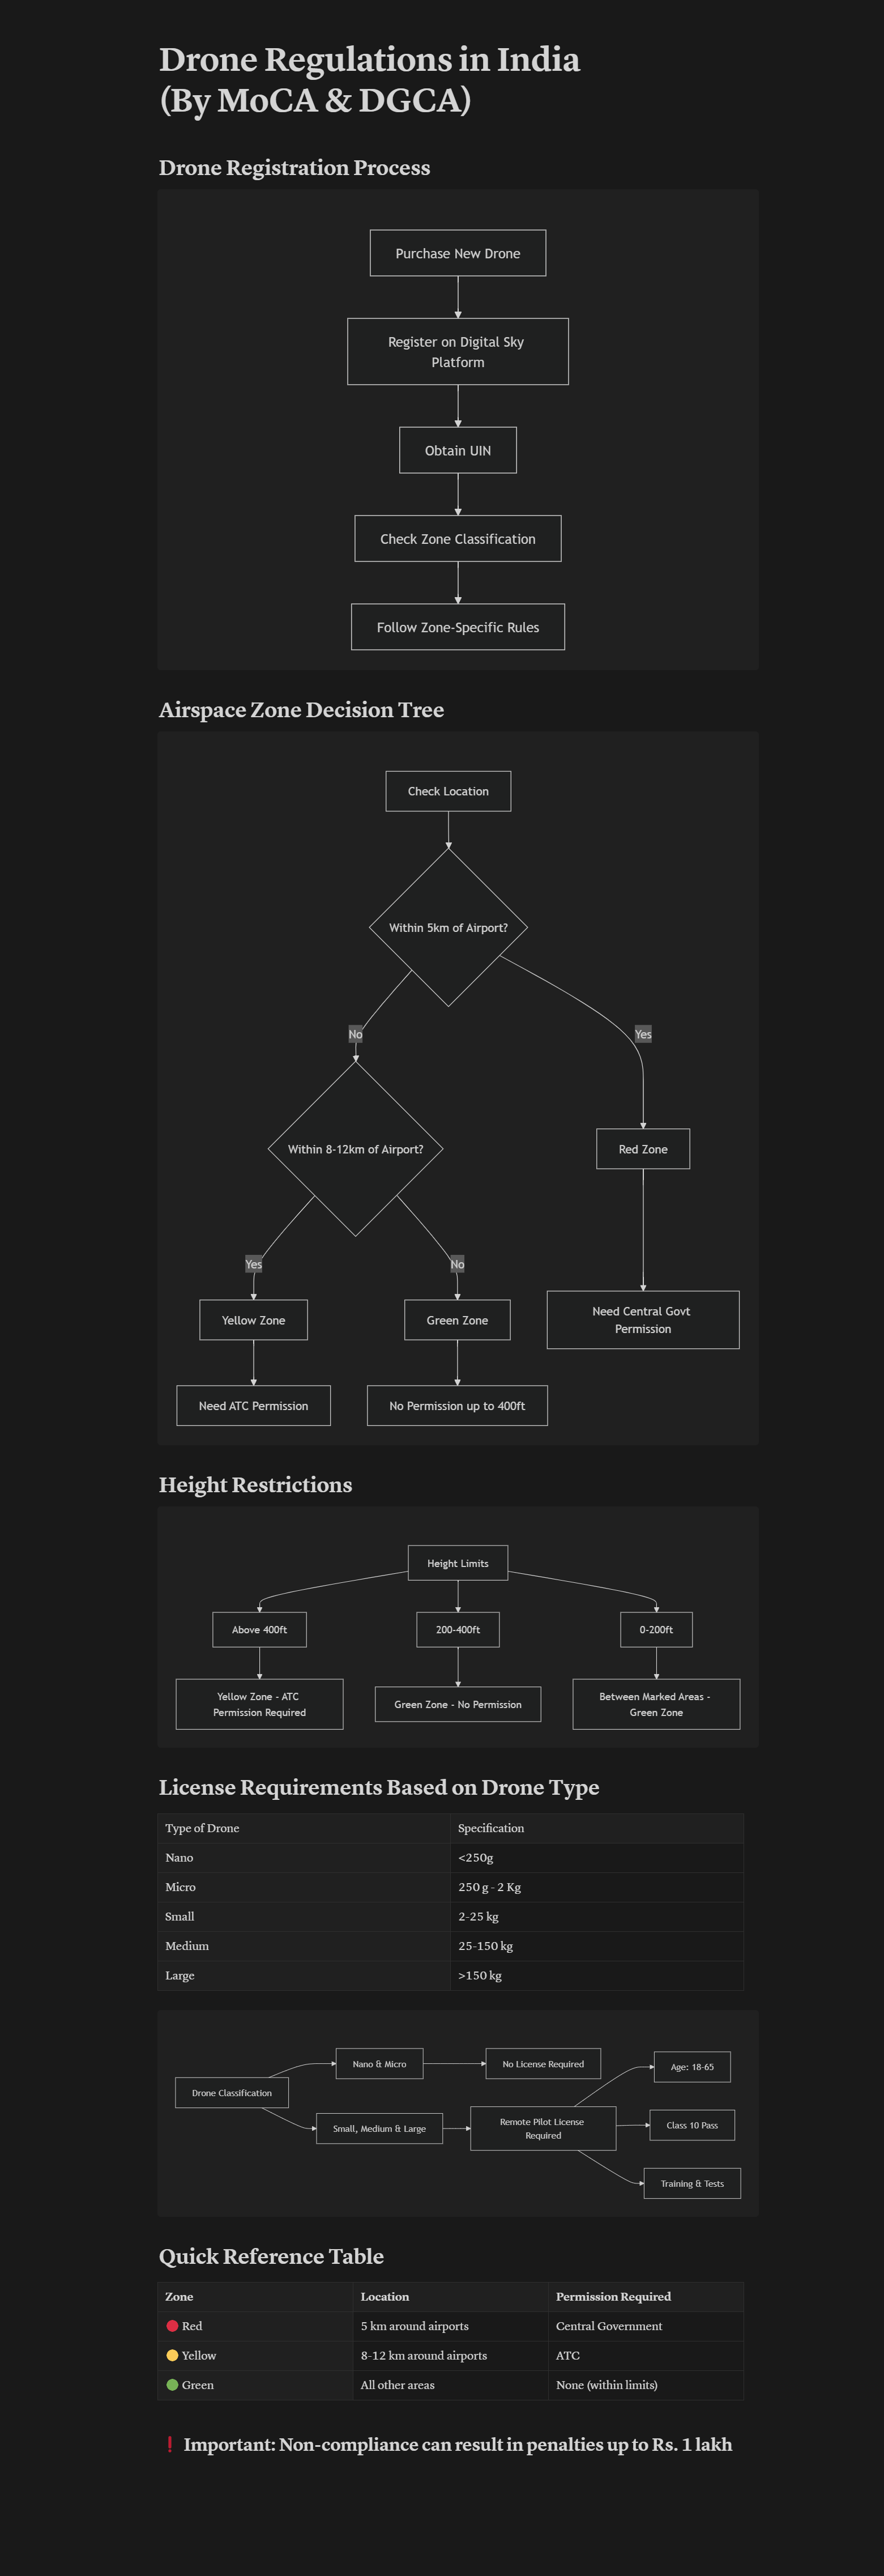 Drone Regulations in India
(By MoCA & DGCA)
Drone Registration Process
Purchase New Drone
Register on Digital Sky
Platform
Obtain UIN
Check Zone Classification
Follow Zone-Specific Rules
Airspace Zone Decision Tree
Check Location
Within 5km of Airport?
No
Yes
Within 8-12km of Airport?
Red Zone
Yes
No
Yellow Zone
Green Zone
Need Central Govt
Permission
Need ATC Permission
No Permission up to 400ft
Height Restrictions
Height Limits
Above 400ft
200-400ft
0-200ft
Yellow Zone - ATC
Permission Required
Green Zone - No Permission
Between Marked Areas -
Green Zone
License Requirements Based on Drone Type
Type of Drone Specification
Nano <250g
Micro 250 g - 2 Kg
Small 2-25 kg
Medium 25-150 kg
Large >150 kg
Drone Classification
Nano & Micro
No License Required
Small, Medium & Large
Remote Pilot License
Required
Age: 18-65
Class 10 Pass
Training & Tests
Quick Reference Table
Zone Location Permission Required
🔴 Red 5 km around airports Central Government
🟡 Yellow 8-12 km around airports ATC
🟢 Green All other areas None (within limits)
❗ Important: Non-compliance can result in penalties up to Rs. 1 lakh